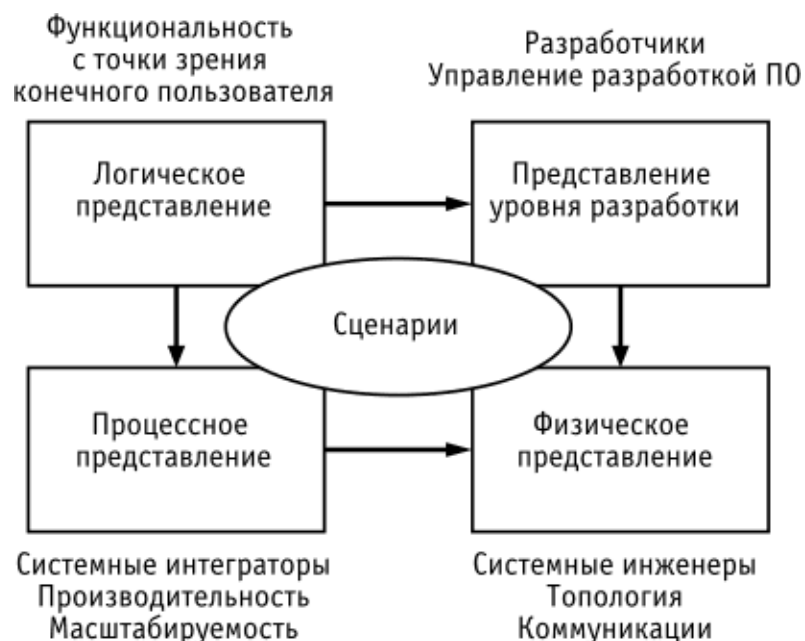 Функциональность
с точки зрения
конечного пользователя
Разработчики
Управление разработкой ПО
Логическое
представление
Представление
уровня разработки
Сценарии
Процессное
представление
Физическое
представление
Системные интеграторы
Производительность
Масштабируемость
Системные инженеры
Топология
Коммуникации